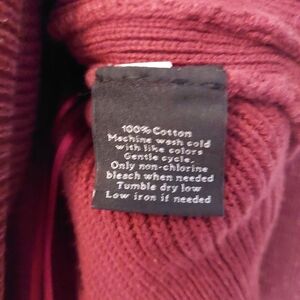 100% Cotton
Machine wash cold
with like colors
Gentle cycle.
Only non-chlorine
bleach when needed
Tumble dry low
Low iron if needed